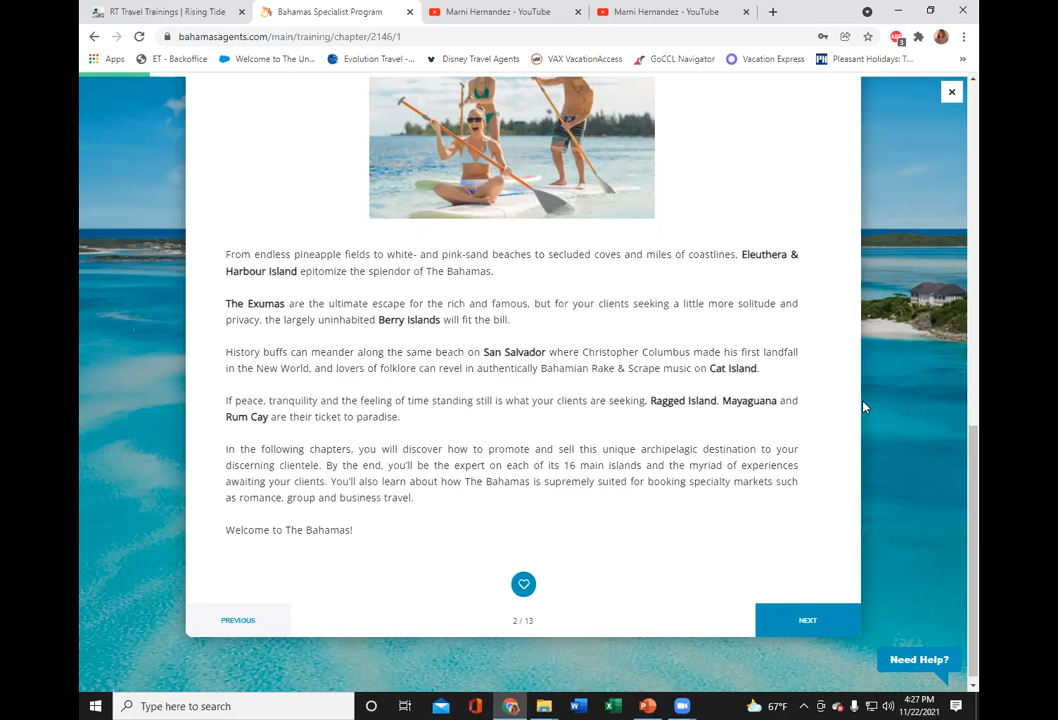 RT Travel Trainings | Rising Tide
Bahamas Specialist Program
Marni Hernandez - YouTube
Marni Hernandez - YouTube
bahamasagents.com/main/training/chapter/2146/1
3
Apps
ET - Backoffice
Welcome to The Un...
Evolution Travel -...
Disney Travel Agents
VAX VacationAccess
GoCCL Navigator
Vacation Express
Pleasant Holidays: T...
From endless pineapple fields to white- and pink-sand beaches to secluded coves and miles of coastlines, Eleuthera &
Harbour Island epitomize the splendor of The Bahamas.
The Exumas are the ultimate escape for the rich and famous, but for your clients seeking a little more solitude and
privacy, the largely uninhabited Berry Islands will fit the bill.
History buffs can meander along the same beach on San Salvador where Christopher Columbus made his first landfall
in the New World, and lovers of folklore can revel in authentically Bahamian Rake & Scrape music on Cat Island.
If peace, tranquility and the feeling of time standing still is what your clients are seeking, Ragged Island, Mayaguana and
Rum Cay are their ticket to paradise.
In the following chapters, you will discover how to promote and sell this unique archipelagic destination to your
discerning clientele. By the end, you'll be the expert on each of its 16 main islands and the myriad of experiences
awaiting your clients. You'll also learn about how The Bahamas is supremely suited for booking specialty markets such
as romance, group and business travel.
Welcome to The Bahamas!
PREVIOUS
2 / 13
NEXT
Need Help?
Type here to search
67°F
4:27 PM
11/22/2021